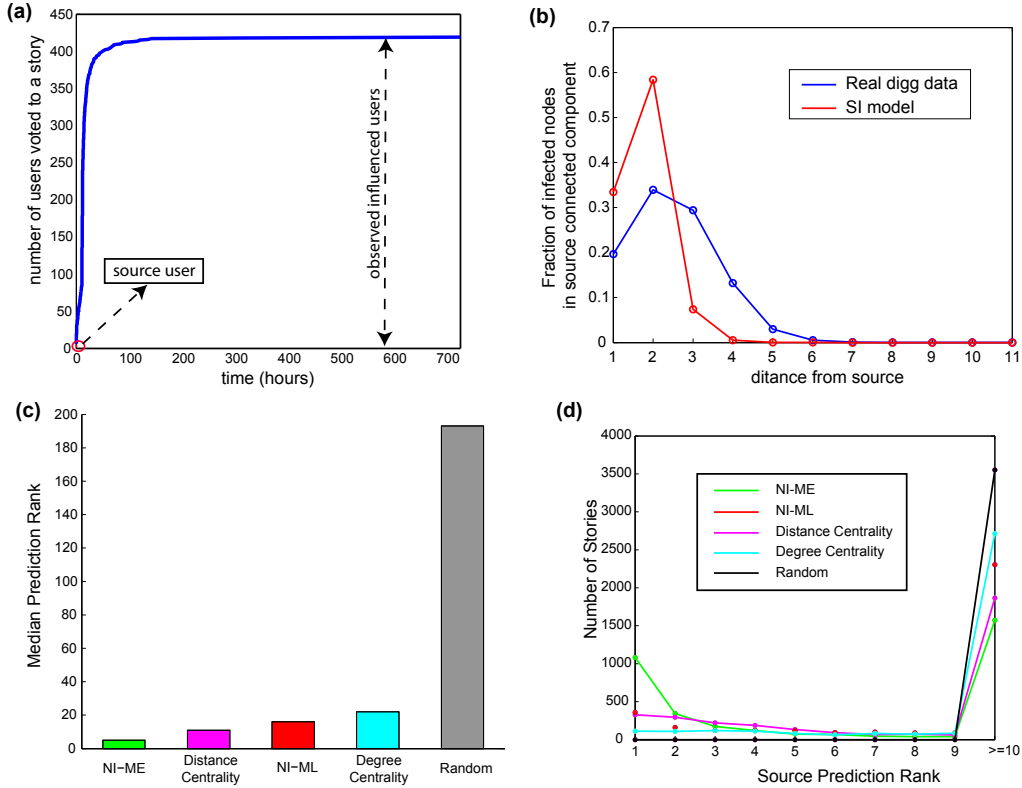 (a)
450
400
350
300
250
200
150
100
50
0
number of users voted to a story
source user
observed influenced users
0 100 200 300 400 500 600 700
time (hours)
(b)
0.7
0.6
0.5
0.4
0.3
0.2
0.1
0
Fraction of infected nodes
in source connected component
Real digg data
SI model
1 2 3 4 5 6 7 8 9 10 11
ditance from source
(c)
200
180
160
140
120
100
80
60
40
20
0
Median Prediction Rank
NI−ME Distance Centrality NI−ML Degree Centrality Random
(d)
4000
3500
3000
2500
2000
1500
1000
500
0
Number of Stories
NI-ME
NI-ML
Distance Centrality
Degree Centrality
Random
1 2 3 4 5 6 7 8 9 >=10
Source Prediction Rank